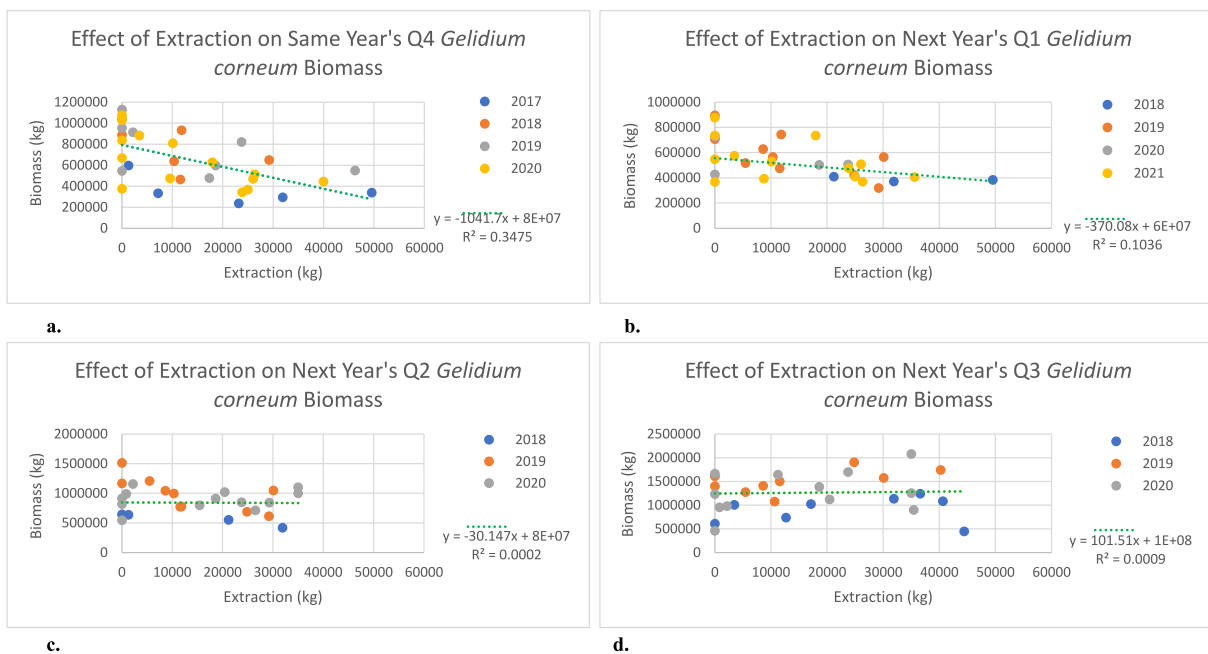 Effect of Extraction on Same Year's Q4 Gelidium
corneum Biomass
1200000
1000000
800000
600000
400000
200000
0
Biomass (kg)
0 10000 20000 30000 40000 50000 60000
Extraction (kg)
2017
2018
2019
2020
y = -1041.7x + 8E+07
R² = 0.3475
a.
Effect of Extraction on Next Year's Q1 Gelidium
corneum Biomass
1000000
800000
600000
400000
200000
0
Biomass (kg)
0 10000 20000 30000 40000 50000 60000
Extraction (kg)
2018
2019
2020
2021
y = -370.08x + 6E+07
R² = 0.1036
b.
Effect of Extraction on Next Year's Q2 Gelidium
corneum Biomass
2000000
1500000
1000000
500000
0
Biomass (kg)
0 10000 20000 30000 40000 50000 60000
Extraction (kg)
2018
2019
2020
y = -30.147x + 8E+07
R² = 0.0002
c.
Effect of Extraction on Next Year's Q3 Gelidium
corneum Biomass
2500000
2000000
1500000
1000000
500000
0
Biomass (kg)
0 10000 20000 30000 40000 50000 60000
Extraction (kg)
2018
2019
2020
y = 101.51x + 1E+08
R² = 0.0009
d.